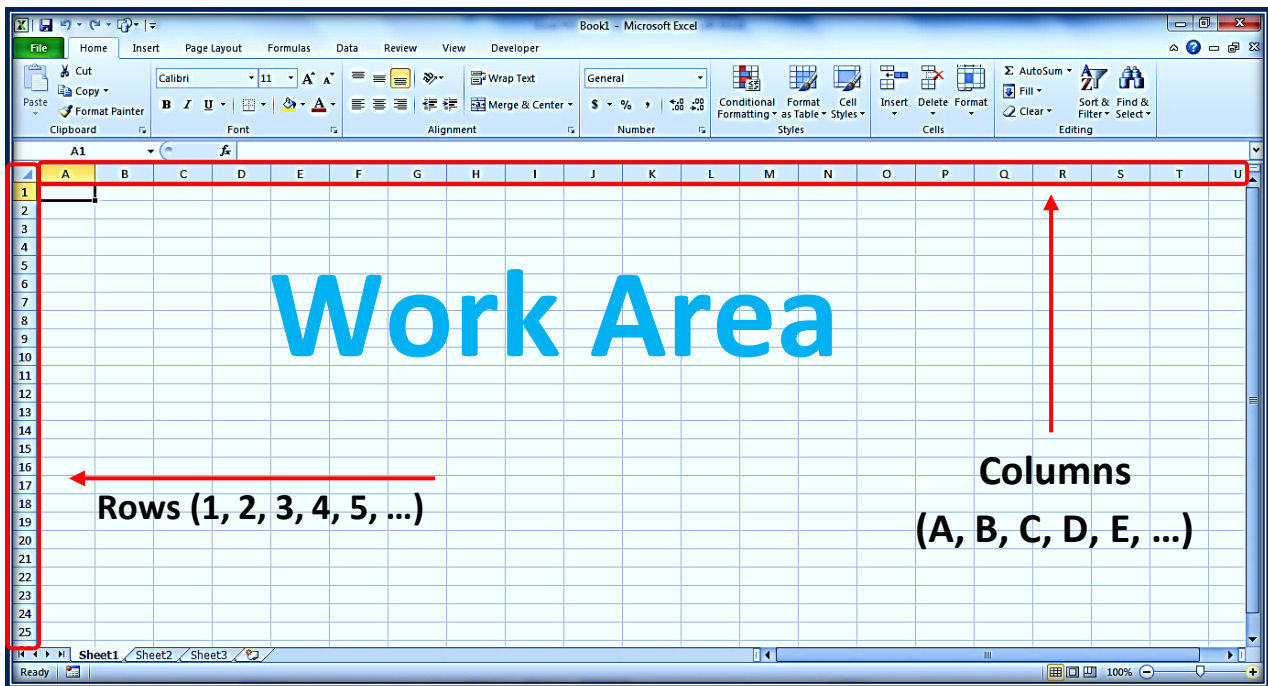 Book1 - Microsoft Excel
File Home Insert Page Layout Formulas Data Review View Developer
Cut
Copy
Format Painter
Paste
Clipboard
Calibri 11 A A
B I U A
Font
Wrap Text
Merge & Center
Alignment
General
$ % , .0 .00 .00 .0
Number
Conditional Formatting
Format as Table
Cell Styles
Styles
Insert Delete Format
Cells
Σ AutoSum
Fill
Clear
Sort & Filter
Find & Select
Editing
A1 fx
A B C D E F G H I J K L M N O P Q R S T U
1
2
3
4
5
6
7
8
9
10
11
12
13
14
15
16
17
18
19
20
21
22
23
24
25
Work Area
Rows (1, 2, 3, 4, 5, ...)
Columns
(A, B, C, D, E, ...)
Sheet1 Sheet2 Sheet3
Ready 100%